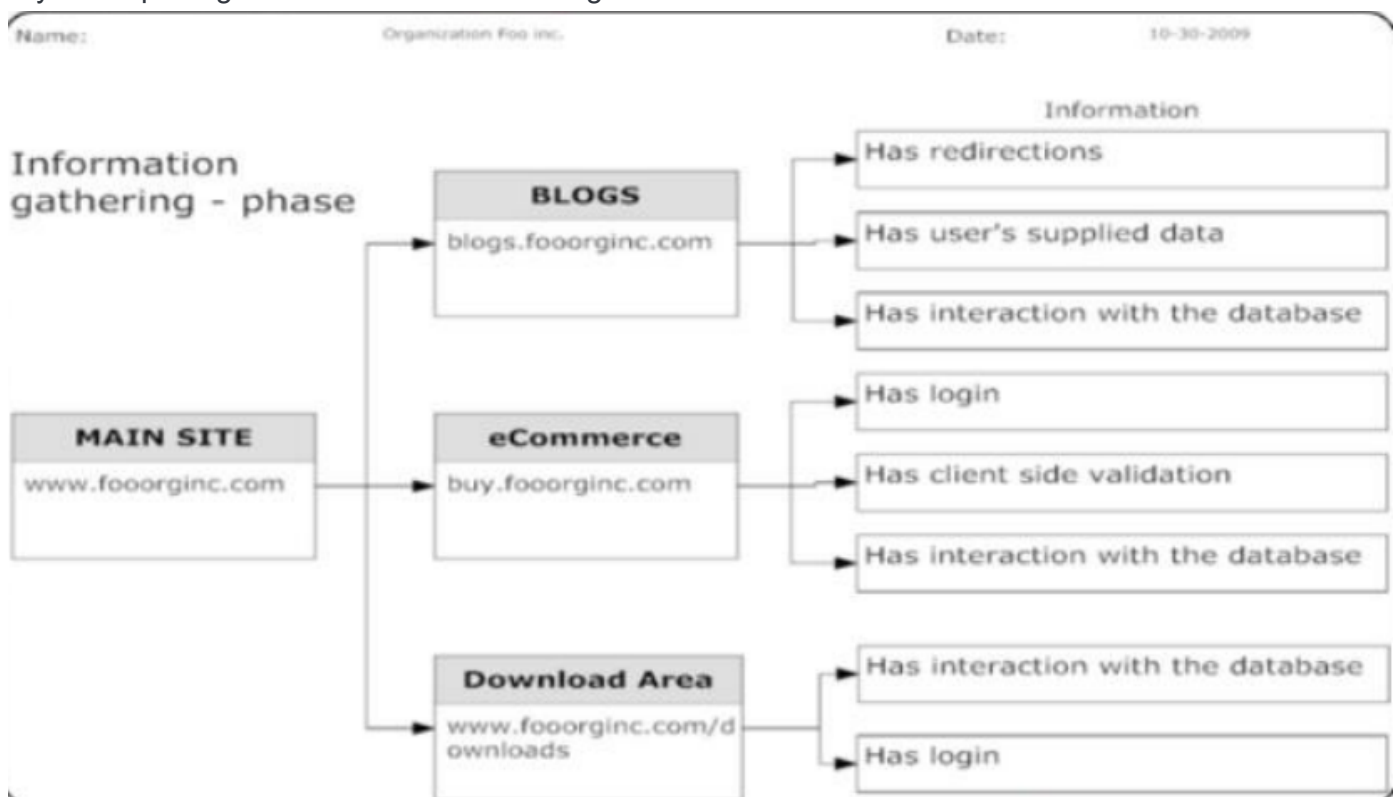 Name:
Organization Foo inc.
Date:
10-30-2009
Information
gathering - phase
Information
MAIN SITE
www.fooorginc.com
BLOGS
blogs.fooorginc.com
Has redirections
Has user's supplied data
Has interaction with the database
eCommerce
buy.fooorginc.com
Has login
Has client side validation
Has interaction with the database
Download Area
www.fooorginc.com/d
ownloads
Has interaction with the database
Has login